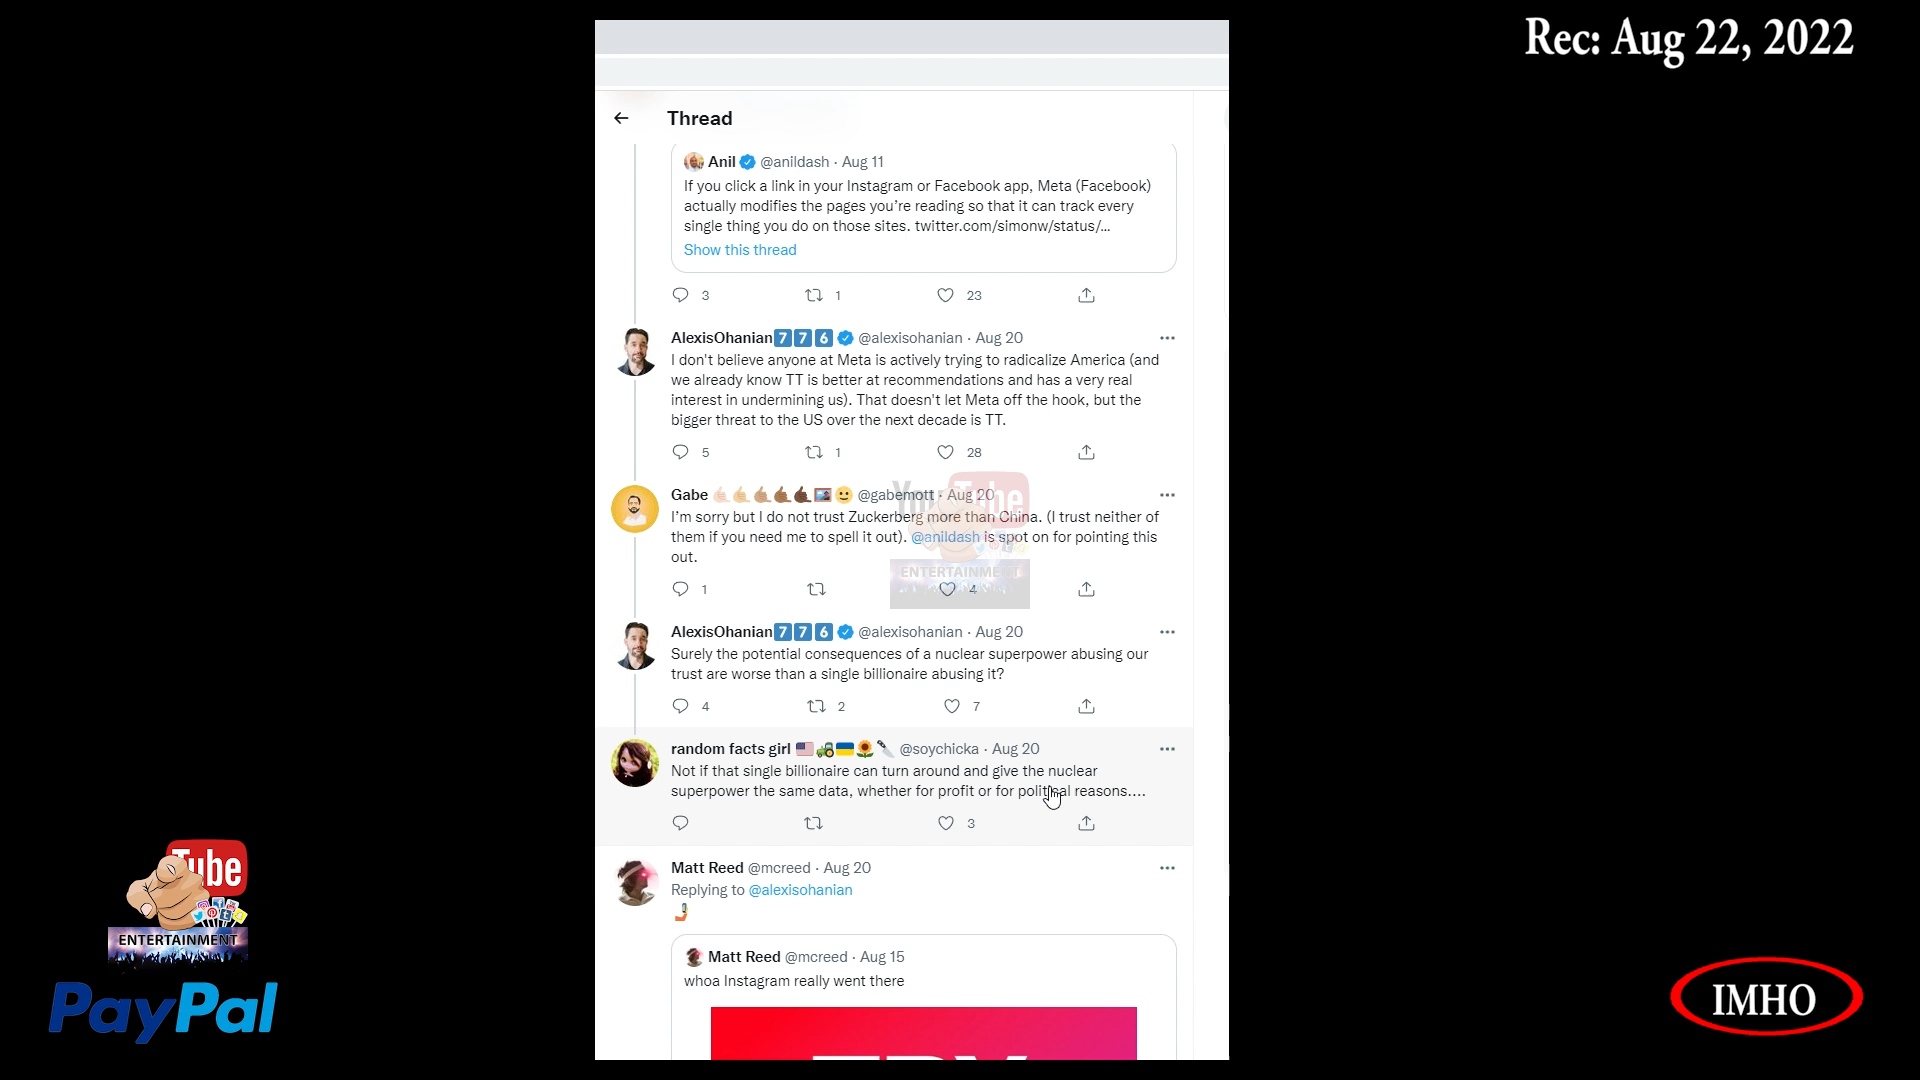 Rec: Aug 22, 2022
Thread
Anil @anildash · Aug 11
If you click a link in your Instagram or Facebook app, Meta (Facebook)
actually modifies the pages you're reading so that it can track every
single thing you do on those sites. twitter.com/simonw/status/...
Show this thread
3 1 23
AlexisOhanian 7 7 6 @alexisohanian · Aug 20
I don't believe anyone at Meta is actively trying to radicalize America (and
we already know TT is better at recommendations and has a very real
interest in undermining us). That doesn't let Meta off the hook, but the
bigger threat to the US over the next decade is TT.
5 1 28
Gabe @gabemott · Aug 20
I'm sorry but I do not trust Zuckerberg more than China. (I trust neither of
them if you need me to spell it out). @anildash is spot on for pointing this
out.
1 4
YouTube
ENTERTAINMENT
AlexisOhanian 7 7 6 @alexisohanian · Aug 20
Surely the potential consequences of a nuclear superpower abusing our
trust are worse than a single billionaire abusing it?
4 2 7
random facts girl @soychicka · Aug 20
Not if that single billionaire can turn around and give the nuclear
superpower the same data, whether for profit or for political reasons....
3
Matt Reed @mcreed · Aug 20
Replying to @alexisohanian
Matt Reed @mcreed · Aug 15
whoa Instagram really went there
Tube
ENTERTAINMENT
PayPal
IMHO